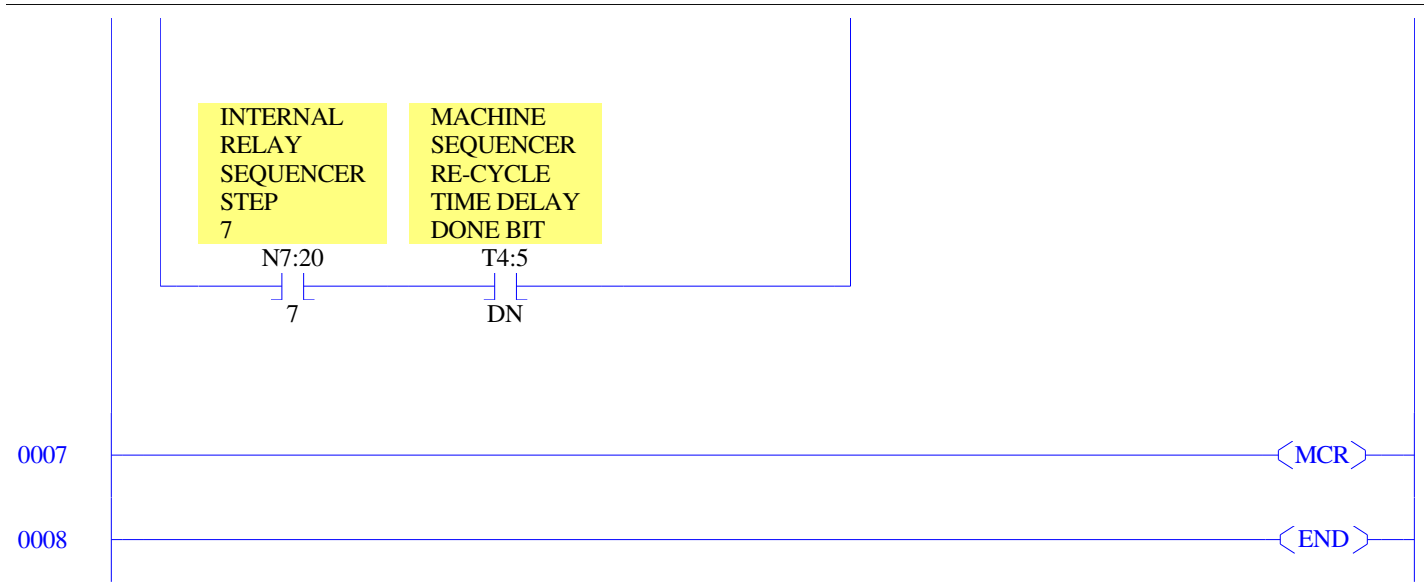 INTERNAL
RELAY
SEQUENCER
STEP
7
N7:20
7
MACHINE
SEQUENCER
RE-CYCLE
TIME DELAY
DONE BIT
T4:5
DN
0007
MCR
0008
END